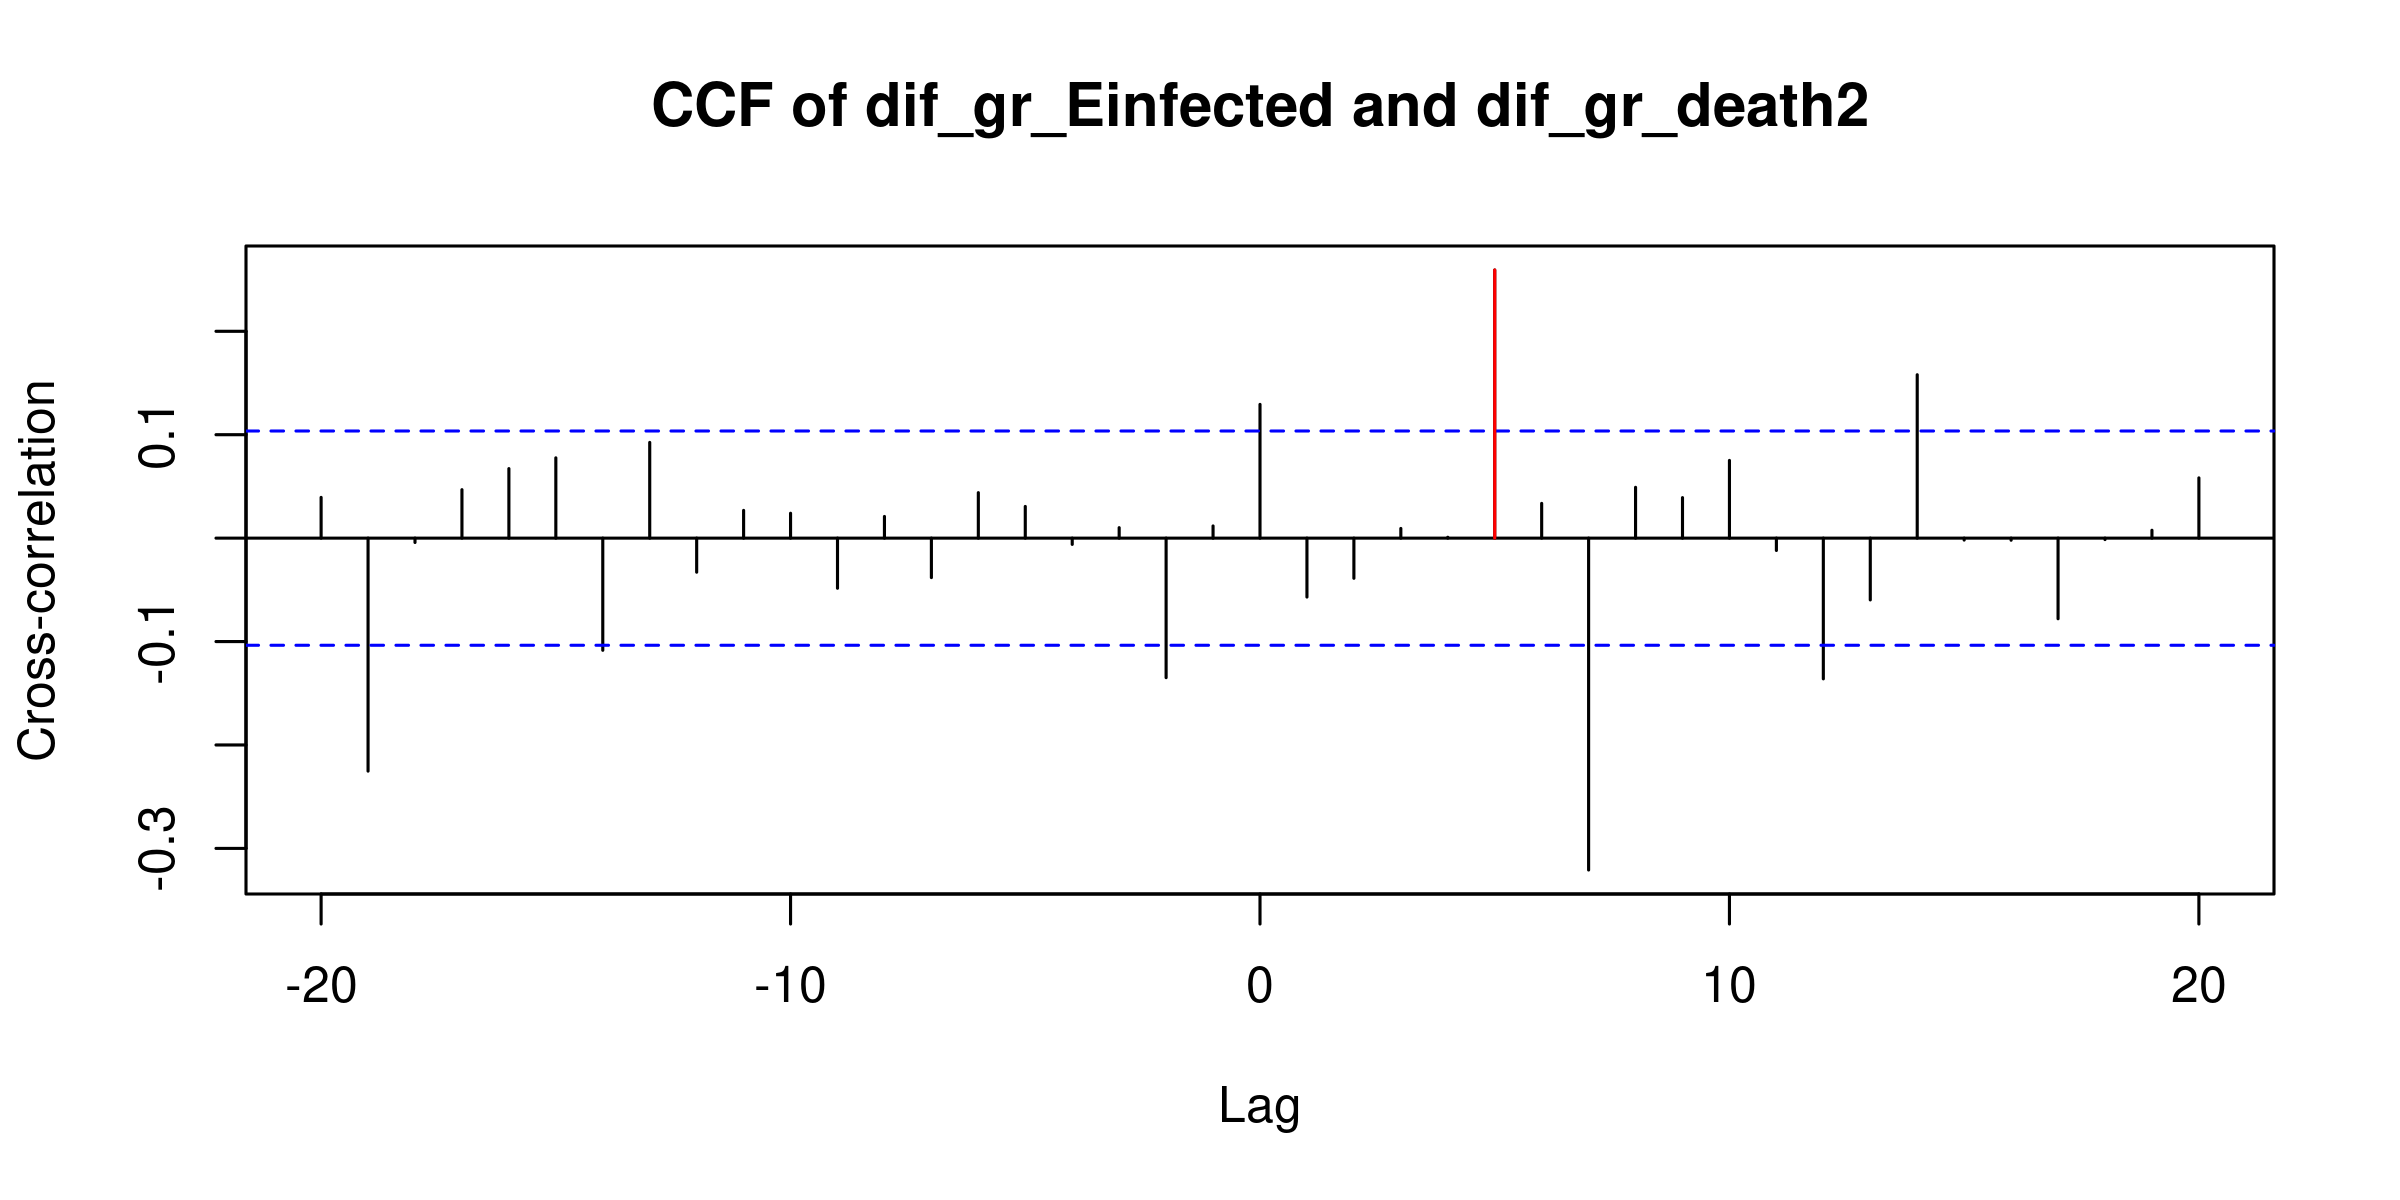 CCF of dif_gr_Einfected and dif_gr_death2
Cross-correlation
0.1
-0.1
-0.3
-20 -10 0 10 20
Lag